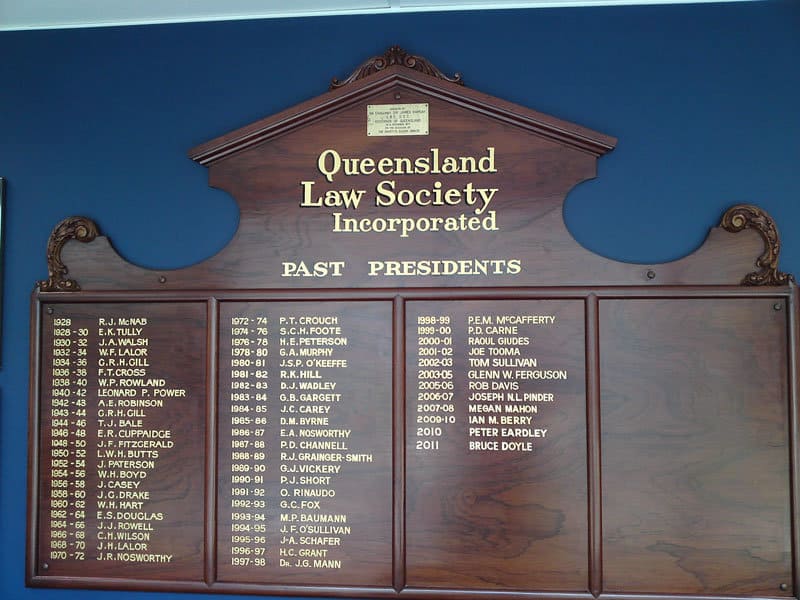 HIS EXCELLENCY SIR JAMES RAMSAY
GOVERNOR OF QUEENSLAND
Queensland
Law Society
Incorporated
PAST PRESIDENTS
1928 R.J. McNAB
1928 - 30 E.K. TULLY
1930 - 32 J.A. WALSH
1932 - 34 W.F. LALOR
1934 - 36 G.R.H. GILL
1936 - 38 F.T. CROSS
1938 - 40 W.P. ROWLAND
1940 - 42 LEONARD P. POWER
1942 - 43 A.E. ROBINSON
1943 - 44 G.R.H. GILL
1944 - 46 T.J. BALE
1946 - 48 E.R. CUPPAIDGE
1948 - 50 J.F. FITZGERALD
1950 - 52 L.W.H. BUTTS
1952 - 54 J. PATERSON
1954 - 56 W.H. BOYD
1956 - 58 J. CASEY
1958 - 60 J.G. DRAKE
1960 - 62 W.H. HART
1962 - 64 E.S. DOUGLAS
1964 - 66 J.J. ROWELL
1966 - 68 C.H. WILSON
1968 - 70 J.H. LALOR
1970 - 72 J.R. NOSWORTHY
1972 - 74 P.T. CROUCH
1974 - 76 S.C.H. FOOTE
1976 - 78 H.E. PETERSON
1978 - 80 G.A. MURPHY
1980 - 81 J.S.P. O'KEEFFE
1981 - 82 R.K. HILL
1982 - 83 D.J. WADLEY
1983 - 84 G.B. GARGETT
1984 - 85 J.C. CAREY
1985 - 86 D.M. BYRNE
1986 - 87 E.A. NOSWORTHY
1987 - 88 P.D. CHANNELL
1988 - 89 R.J. GRAINGER-SMITH
1989 - 90 G.J. VICKERY
1990 - 91 P.J. SHORT
1991 - 92 O. RINAUDO
1992 - 93 G.C. FOX
1993 - 94 M.P. BAUMANN
1994 - 95 J.F. O'SULLIVAN
1995 - 96 J.A. SCHAFER
1996 - 97 H.C. GRANT
1997 - 98 DR. J.G. MANN
1998-99 P.E.M. McCAFFERTY
1999-00 P.D. CARNE
2000-01 RAOUL GIUDES
2001-02 JOE TOOMA
2002-03 TOM SULLIVAN
2003-05 GLENN W. FERGUSON
2005-06 ROB DAVIS
2006-07 JOSEPH N.L. PINDER
2007-08 MEGAN MAHON
2009-10 IAN M. BERRY
2010 PETER EARDLEY
2011 BRUCE DOYLE